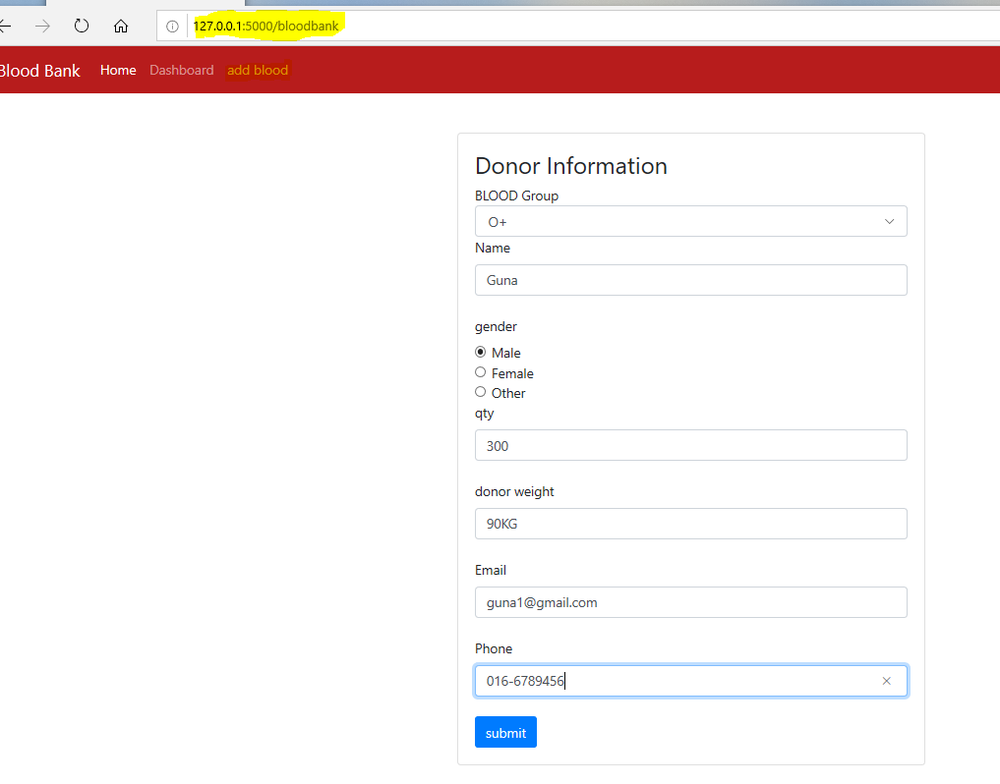 127.0.0.1:5000/bloodbank
Blood Bank Home Dashboard add blood
Donor Information
BLOOD Group
O+
Name
Guna
gender
Male
Female
Other
qty
300
donor weight
90KG
Email
guna1@gmail.com
Phone
016-6789456
submit